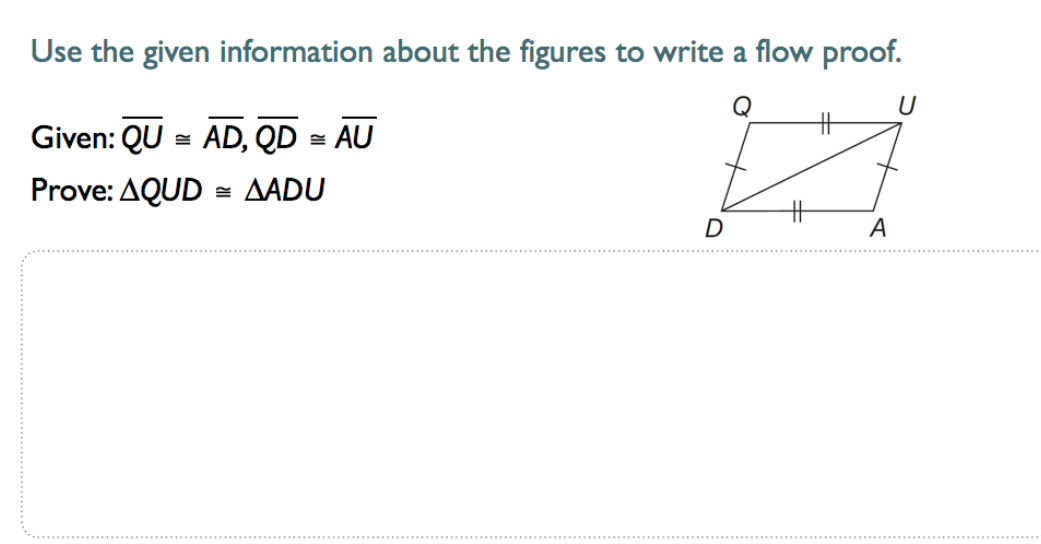 Use the given information about the figures to write a flow proof.
Given: QU ≅ AD, QD ≅ AU
Prove: ΔQUD ≅ ΔADU
Q U
D A